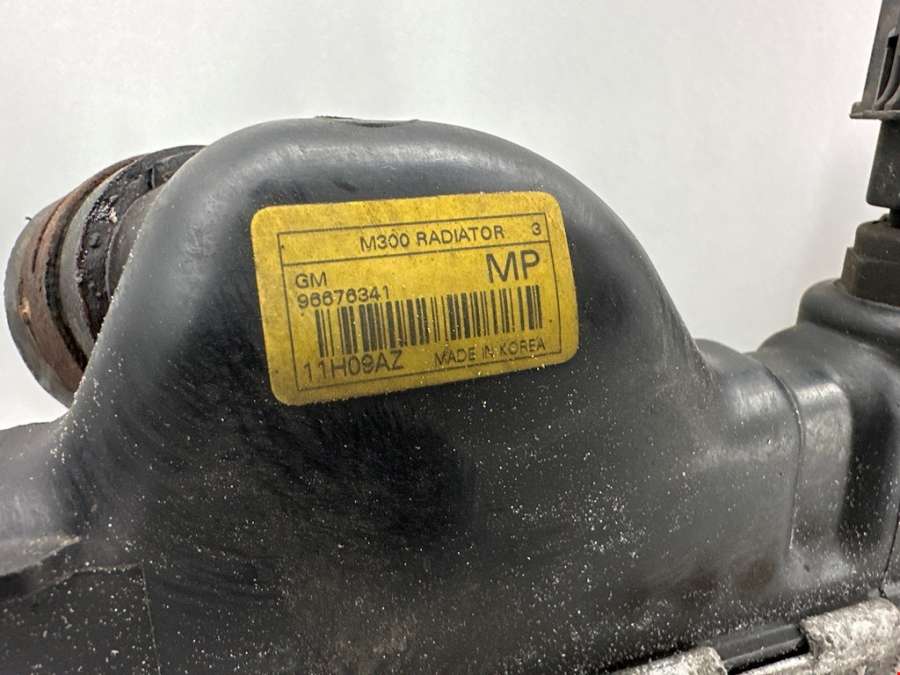 M300 RADIATOR 3
GM MP
96676341
11H09AZ MADE IN KOREA